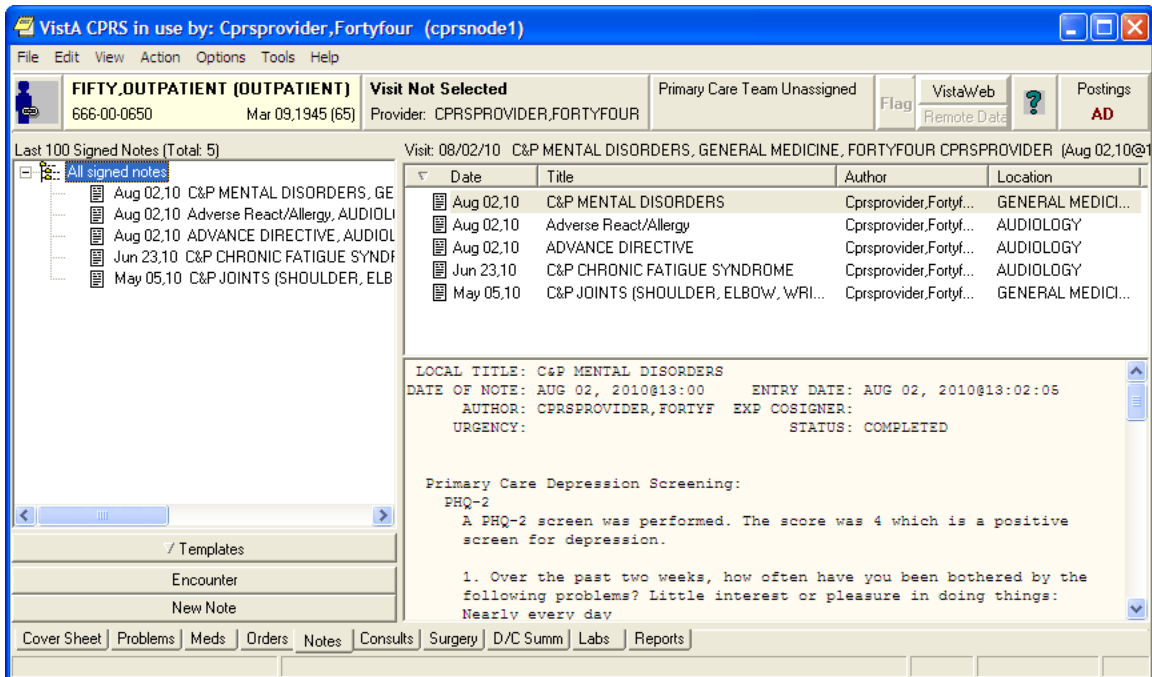 VistA CPRS in use by: Cprsprovider,Fortyfour (cprsnode1)
File Edit View Action Options Tools Help
FIFTY,OUTPATIENT (OUTPATIENT) Visit Not Selected Primary Care Team Unassigned Flag VistaWeb Postings
666-00-0650 Mar 09,1945 (65) Provider: CPRSPROVIDER,FORTYFOUR Remote Data ? AD
Last 100 Signed Notes (Total: 5) Visit: 08/02/10 C&P MENTAL DISORDERS, GENERAL MEDICINE, FORTYFOUR CPRSPROVIDER (Aug 02,10@1
All signed notes
Aug 02,10 C&P MENTAL DISORDERS, GE
Aug 02,10 Adverse React/Allergy, AUDIOL
Aug 02,10 ADVANCE DIRECTIVE, AUDIOL
Jun 23,10 C&P CHRONIC FATIGUE SYNDR
May 05,10 C&P JOINTS (SHOULDER, ELB
Date Title Author Location
Aug 02,10 C&P MENTAL DISORDERS Cprsprovider,Fortyf... GENERAL MEDICI...
Aug 02,10 Adverse React/Allergy Cprsprovider,Fortyf... AUDIOLOGY
Aug 02,10 ADVANCE DIRECTIVE Cprsprovider,Fortyf... AUDIOLOGY
Jun 23,10 C&P CHRONIC FATIGUE SYNDROME Cprsprovider,Fortyf... AUDIOLOGY
May 05,10 C&P JOINTS (SHOULDER, ELBOW, WRI... Cprsprovider,Fortyf... GENERAL MEDICI...
LOCAL TITLE: C&P MENTAL DISORDERS
DATE OF NOTE: AUG 02, 2010@13:00 ENTRY DATE: AUG 02, 2010@13:02:05
AUTHOR: CPRSPROVIDER,FORTYF EXP COSIGNER:
URGENCY: STATUS: COMPLETED
Primary Care Depression Screening:
PHQ-2
A PHQ-2 screen was performed. The score was 4 which is a positive
screen for depression.
1. Over the past two weeks, how often have you been bothered by the
following problems? Little interest or pleasure in doing things:
Nearly every day
Templates
Encounter
New Note
Cover Sheet Problems Meds Orders Notes Consults Surgery D/C Summ Labs Reports